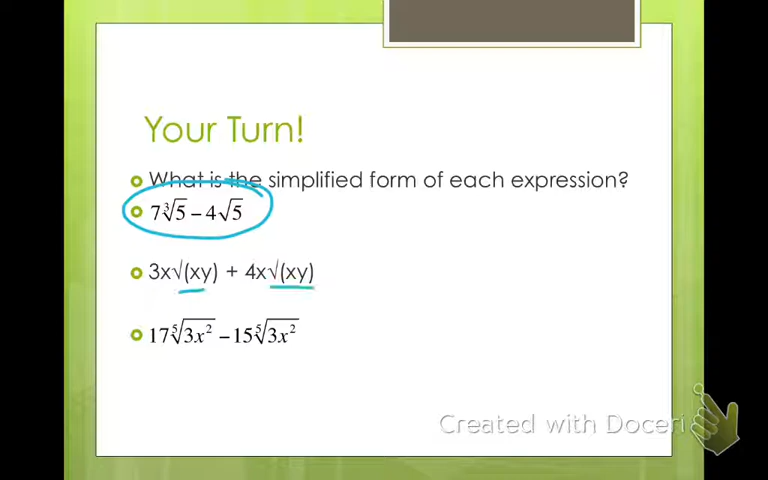 Your Turn!
What is the simplified form of each expression?
7∛5 – 4√5
3x√(xy) + 4x√(xy)
17⁵√3x² – 15⁵√3x²
Created with Doceri